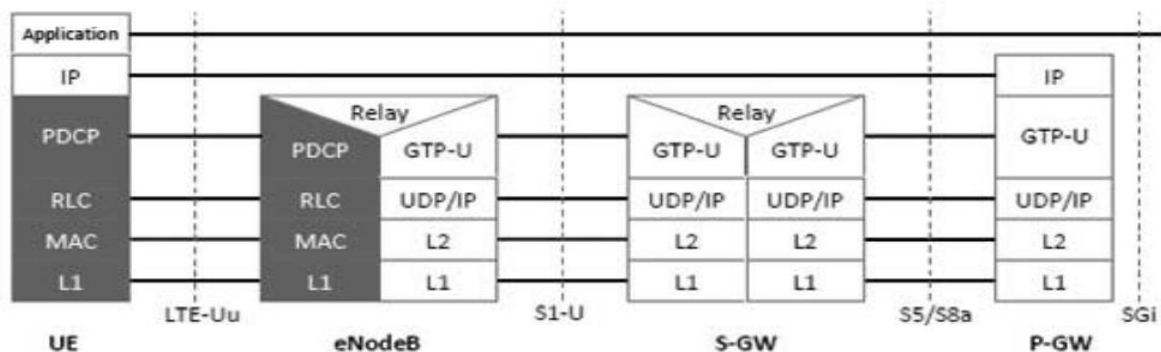 Application
IP IP
Relay Relay
PDCP PDCP GTP-U GTP-U GTP-U GTP-U
RLC RLC UDP/IP UDP/IP UDP/IP UDP/IP
MAC MAC L2 L2 L2 L2
L1 L1 L1 L1 L1 L1
LTE-Uu S1-U S5/S8a SGi
UE eNodeB S-GW P-GW